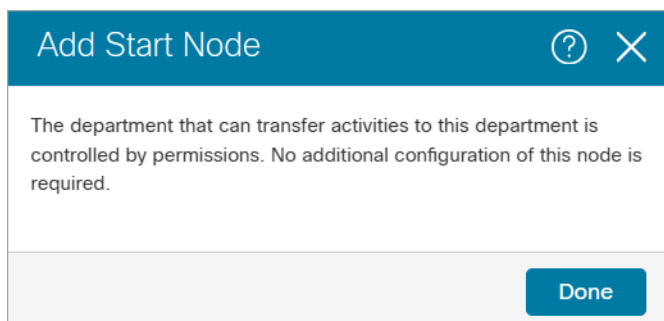 Add Start Node
The department that can transfer activities to this department is
controlled by permissions. No additional configuration of this node is
required.
Done